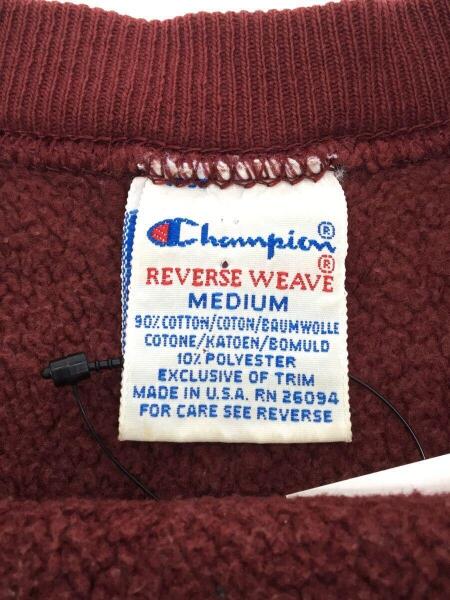 Champion®
REVERSE WEAVE®
MEDIUM
90% COTTON/COTON/BAUMWOLLE
COTONE/KATOEN/BOMULD
10% POLYESTER
EXCLUSIVE OF TRIM
MADE IN U.S.A. RN 26094
FOR CARE SEE REVERSE